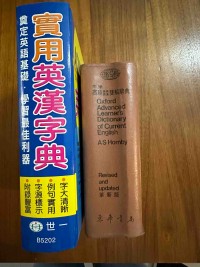 實用英漢字典
奠定英語基礎・學習最佳利器
字大清晰
例句實用
字源標示
附錄豐富
世一
B5202
Oxford
Advanced
Learner's
Dictionary
of Current
English
A.S. Hornby
Revised
and
updated